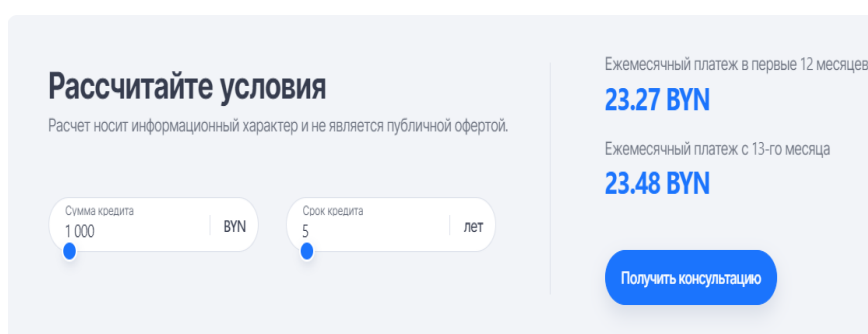 Рассчитайте условия
Расчет носит информационный характер и не является публичной офертой.
Сумма кредита
1 000
BYN
Срок кредита
5
лет
Ежемесячный платеж в первые 12 месяцев
23.27 BYN
Ежемесячный платеж с 13-го месяца
23.48 BYN
Получить консультацию